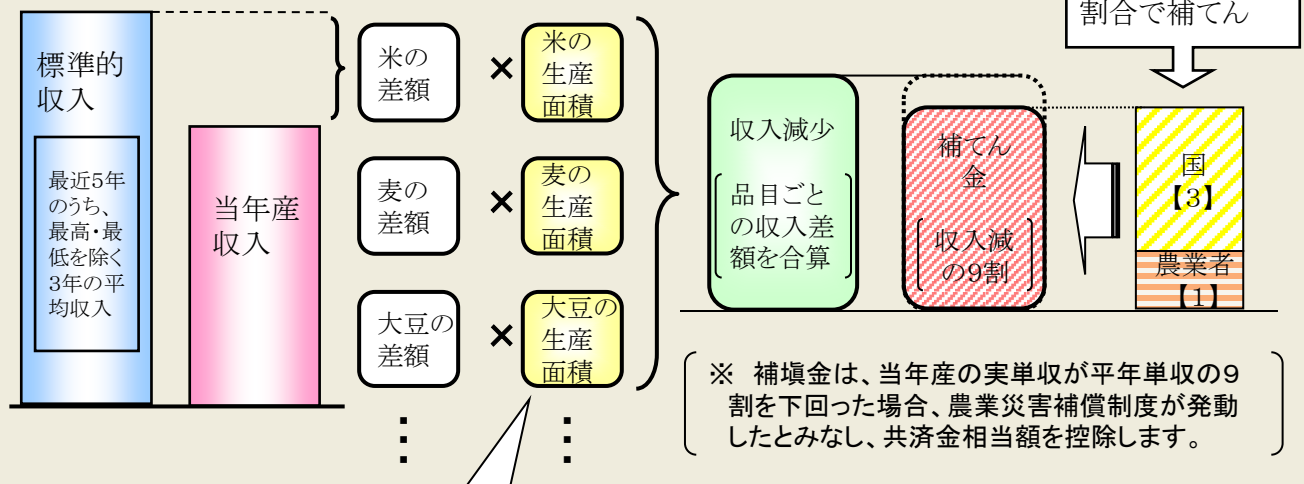 割合で補てん
標準的
収入
最近5年
のうち、
最高・最
低を除く
3年の平
均収入
当年産
収入
米の
差額
×
米の
生産
面積
麦の
差額
×
麦の
生産
面積
大豆の
差額
×
大豆の
生産
面積
収入減少
品目ごと
の収入差
額を合算
補てん
金
収入減
の9割
国
【3】
農業者
【1】
※ 補塡金は、当年産の実単収が平年単収の9
割を下回った場合、農業災害補償制度が発動
したとみなし、共済金相当額を控除します。